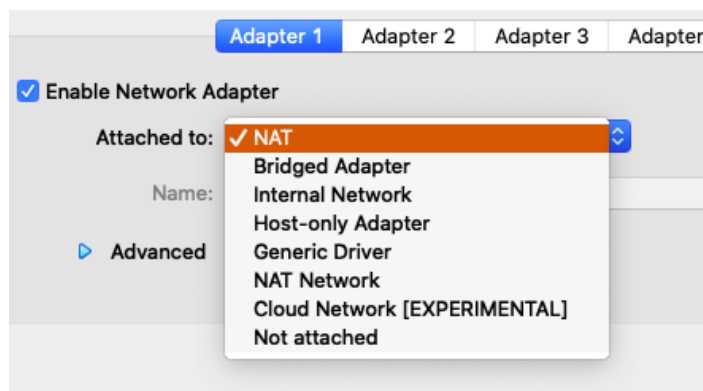 Adapter 1 Adapter 2 Adapter 3 Adapter
Enable Network Adapter
Attached to: NAT
Bridged Adapter
Name: Internal Network
Host-only Adapter
Advanced Generic Driver
NAT Network
Cloud Network [EXPERIMENTAL]
Not attached